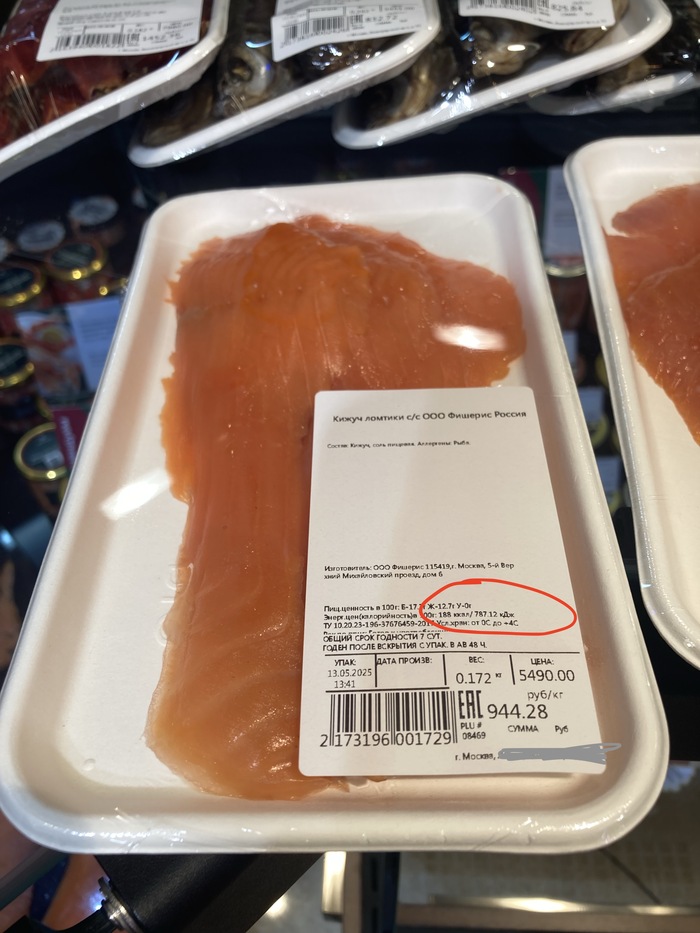 Кижуч ломтики с/с ООО Фишерис Россия
Состав: Кижуч, соль пищевая. Аллергены: Рыба.
Изготовитель: ООО Фишерис 115419,г. Москва, 5-й Вер
хний Михайловский проезд, дом 6
Пищ.ценность в 100г: Ж-12.7г У-0г
Энерг.цен(калорийность)в 100г: 188 ккал/ 787.12 кДж
ТУ 10.20.23-196-37676459-2017 Усл.хран: от 0С до +4С
ОБЩИЙ СРОК ГОДНОСТИ 7 СУТ.
ГОДЕН ПОСЛЕ ВСКРЫТИЯ С УПАК. В АВ 48 Ч.
УПАК: ДАТА ПРОИЗВ: ВЕС: ЦЕНА:
13.05.2025 0.172 кг 5490.00
13:41
руб/кг
EAC 944.28
PLU # СУММА Руб
08469
2 173196 001729
г. Москва,